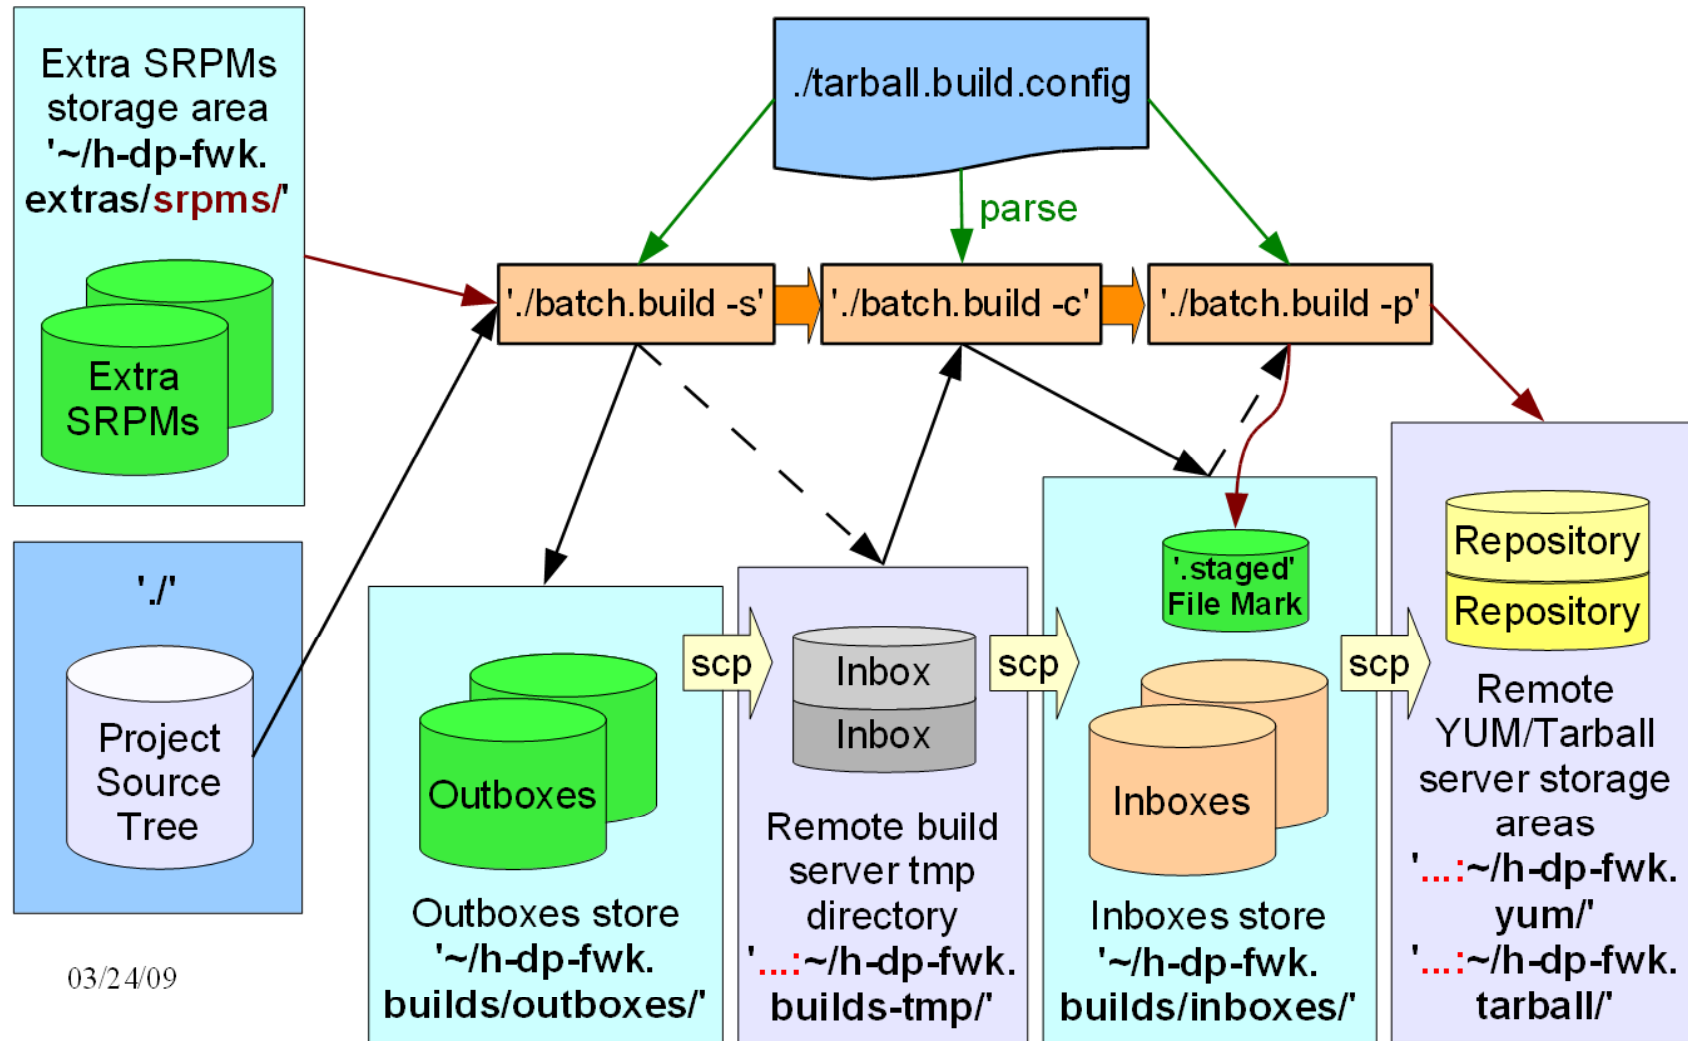 Extra SRPMs
storage area
'~/h-dp-fwk.
extras/srpms/'
Extra
SRPMs
./tarball.build.config
parse
'./batch.build -s'
'./batch.build -c'
'./batch.build -p'
'./'
Project
Source
Tree
03/24/09
Outboxes
Outboxes store
'~/h-dp-fwk.
builds/outboxes/'
scp
Inbox
Inbox
Remote build
server tmp
directory
'...:~/h-dp-fwk.
builds-tmp/'
scp
'.staged'
File Mark
Inboxes
Inboxes store
'~/h-dp-fwk.
builds/inboxes/'
scp
Repository
Repository
Remote
YUM/Tarball
server storage
areas
'...:~/h-dp-fwk.
yum/'
'...:~/h-dp-fwk.
tarball/'